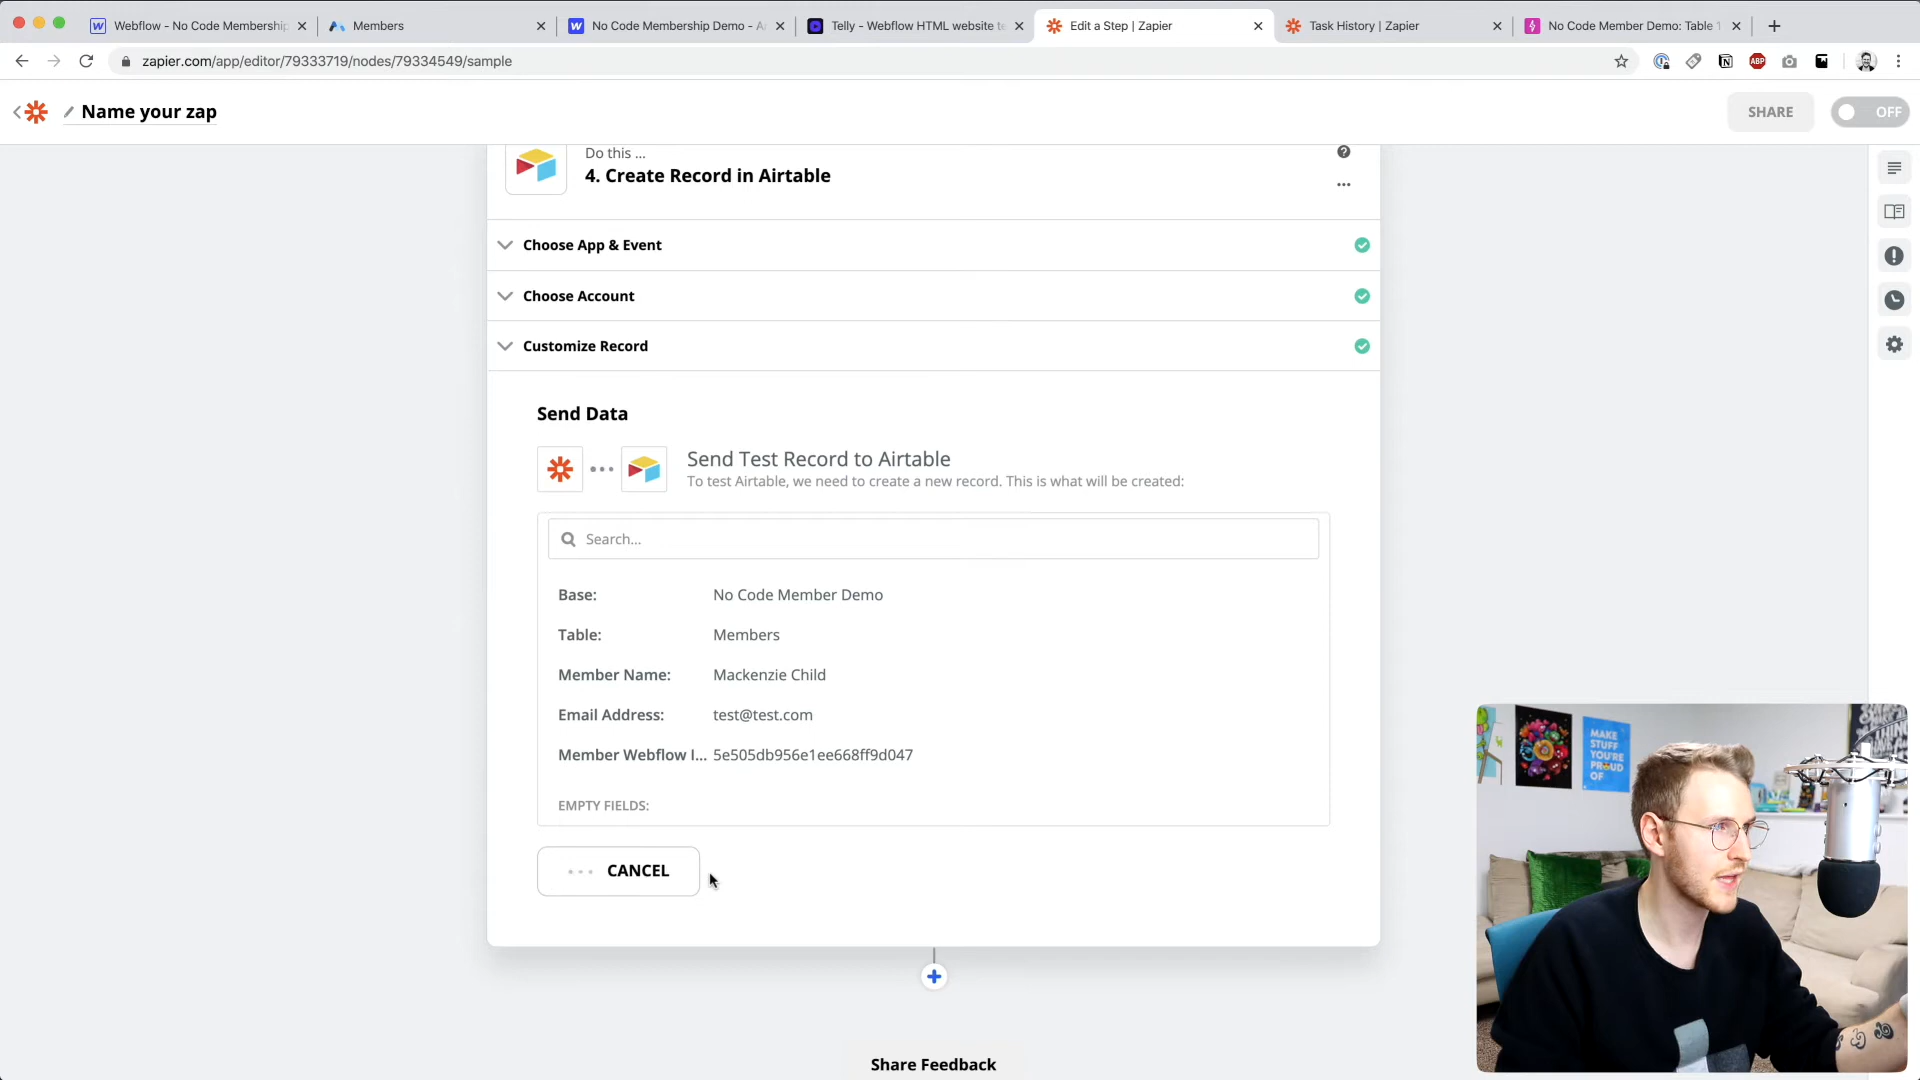 Webflow - No Code Membership
Members
No Code Membership Demo - A
Telly - Webflow HTML website te
Edit a Step | Zapier
Task History | Zapier
No Code Member Demo: Table 1
zapier.com/app/editor/79333719/nodes/79334549/sample
ABP
Name your zap
SHARE
OFF
Do this ...
4. Create Record in Airtable
Choose App & Event
Choose Account
Customize Record
Send Data
Send Test Record to Airtable
To test Airtable, we need to create a new record. This is what will be created:
Search...
Base: No Code Member Demo
Table: Members
Member Name: Mackenzie Child
Email Address: test@test.com
Member Webflow I... 5e505db956e1ee668ff9d047
EMPTY FIELDS:
CANCEL
Share Feedback
MAKE
STUFF
YOU'RE
PROUD
OF